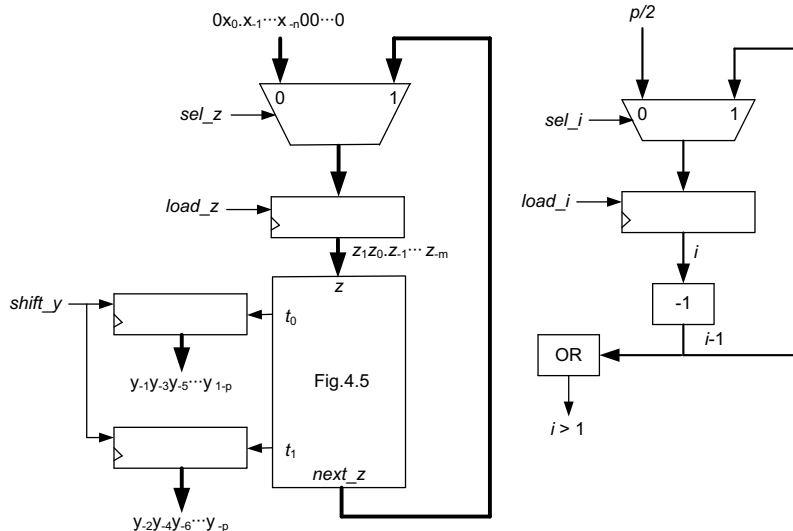 0x₀.x₋₁⋯x₋ₙ00⋯0
0 1
sel_z
load_z
z₁z₀.z₋₁⋯ z₋ₘ
z
shift_y
t₀
y₋₁y₋₃y₋₅⋯y₁₋ₚ
Fig.4.5
t₁
next_z
y₋₂y₋₄y₋₆⋯y₋ₚ
p/2
0 1
sel_i
load_i
i
-1
i-1
OR
i > 1